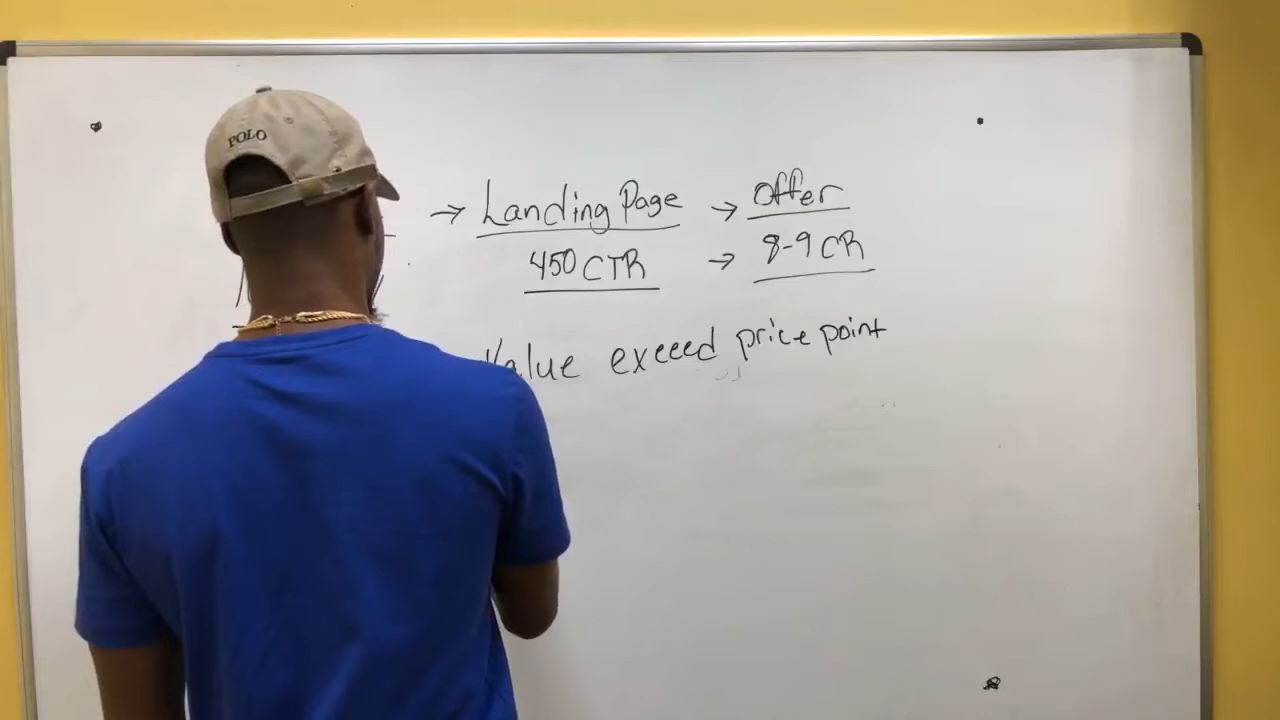 POLO
→ Landing Page → Offer
450 CTR → 8-9 CR
Value exceed price point